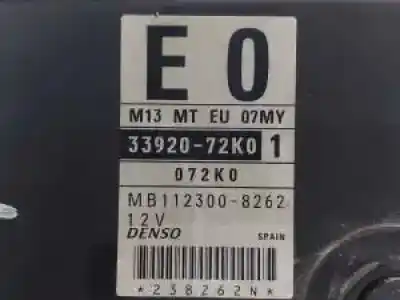 E 0
M13 MT EU 07MY
33920-72K0 1
072K0
MB112300-8262
12V
DENSO SPAIN
*238262N*